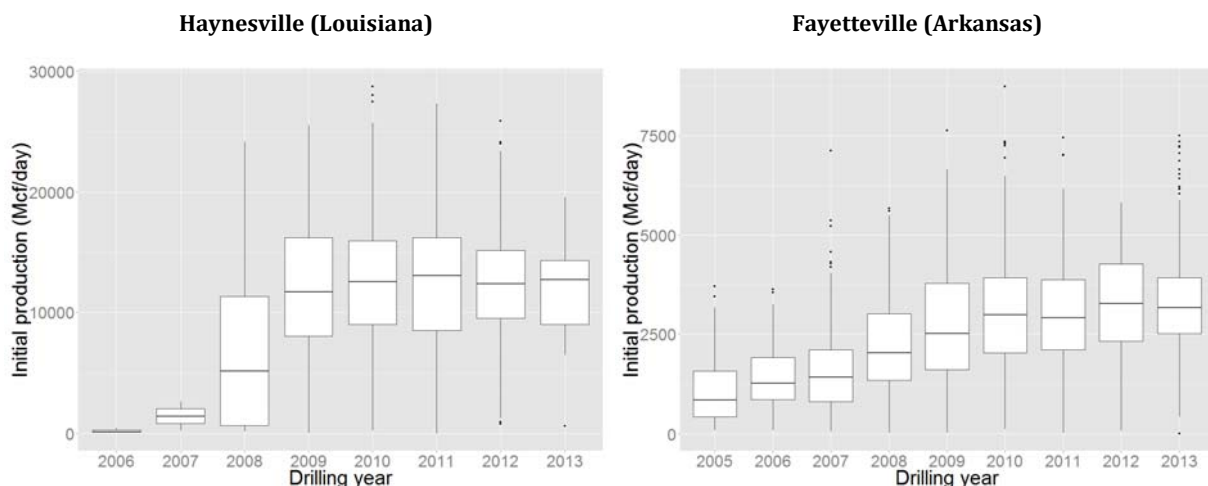 Haynesville (Louisiana)
Initial production (Mcf/day)
30000
20000
10000
0
2006 2007 2008 2009 2010 2011 2012 2013
Drilling year
Fayetteville (Arkansas)
Initial production (Mcf/day)
7500
5000
2500
0
2005 2006 2007 2008 2009 2010 2011 2012 2013
Drilling year